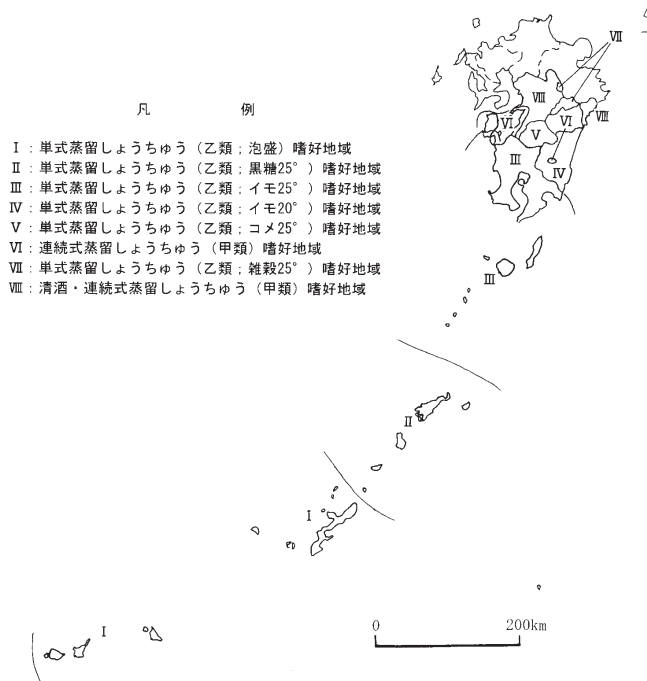 凡 例
Ⅰ：単式蒸留しょうちゅう（乙類；泡盛）嗜好地域
Ⅱ：単式蒸留しょうちゅう（乙類；黒糖25°）嗜好地域
Ⅲ：単式蒸留しょうちゅう（乙類；イモ25°）嗜好地域
Ⅳ：単式蒸留しょうちゅう（乙類；イモ20°）嗜好地域
Ⅴ：単式蒸留しょうちゅう（乙類；コメ25°）嗜好地域
Ⅵ：連続式蒸留しょうちゅう（甲類）嗜好地域
Ⅶ：単式蒸留しょうちゅう（乙類；雑穀25°）嗜好地域
Ⅷ：清酒・連続式蒸留しょうちゅう（甲類）嗜好地域
Ⅶ
Ⅷ
Ⅵ
Ⅵ
Ⅷ
Ⅴ
Ⅲ
Ⅳ
Ⅲ
Ⅱ
Ⅰ
Ⅰ
0 200km